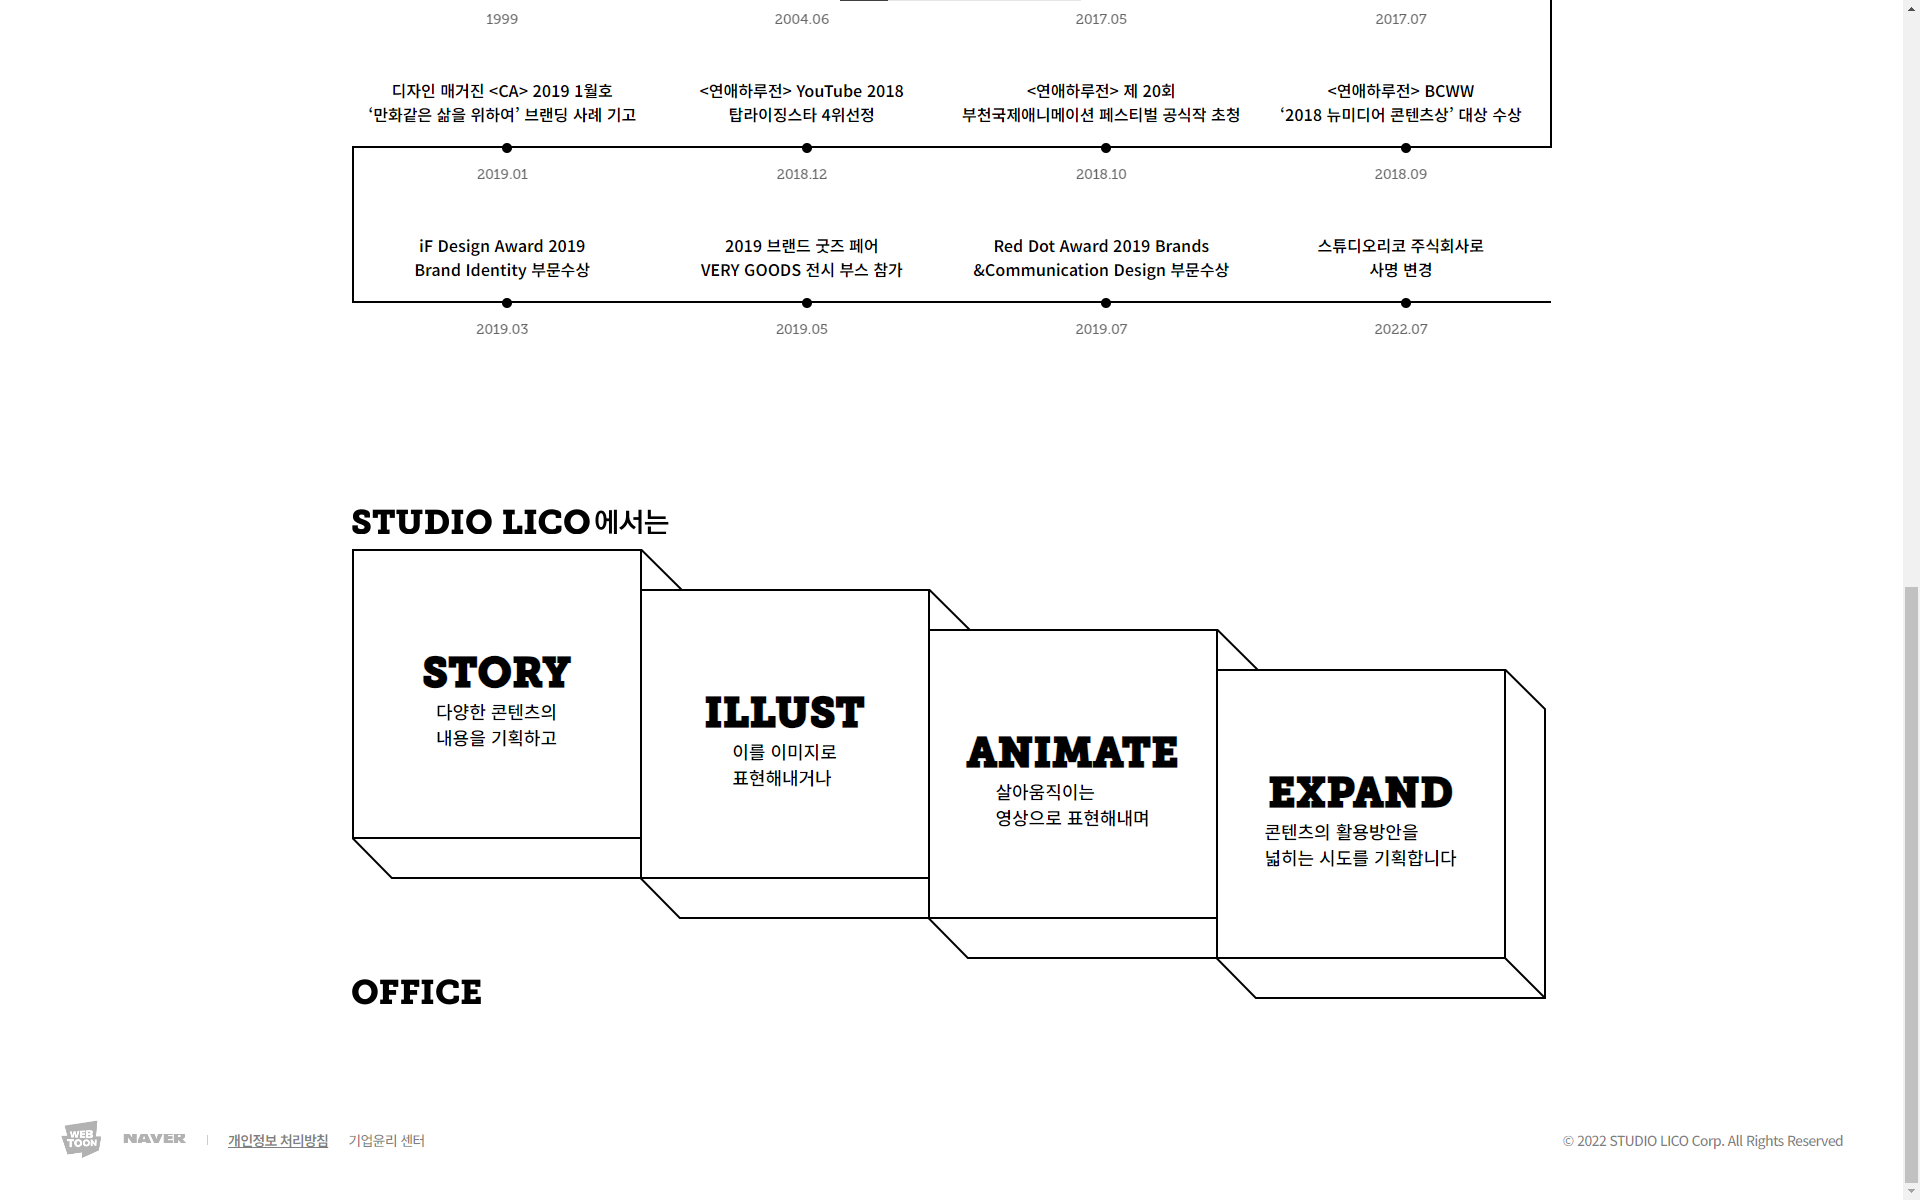 1999
2004.06
2017.05
2017.07
디자인 매거진 <CA> 2019 1월호
‘만화같은 삶을 위하여’ 브랜딩 사례 기고
<연애하루전> YouTube 2018
탑라이징스타 4위선정
<연애하루전> 제 20회
부천국제애니메이션 페스티벌 공식작 초청
<연애하루전> BCWW
‘2018 뉴미디어 콘텐츠상’ 대상 수상
2019.01
2018.12
2018.10
2018.09
iF Design Award 2019
Brand Identity 부문수상
2019 브랜드 굿즈 페어
VERY GOODS 전시 부스 참가
Red Dot Award 2019 Brands
&Communication Design 부문수상
스튜디오리코 주식회사로
사명 변경
2019.03
2019.05
2019.07
2022.07
STUDIO LICO 에서는
STORY
다양한 콘텐츠의
내용을 기획하고
ILLUST
이를 이미지로
표현해내거나
ANIMATE
살아움직이는
영상으로 표현해내며
EXPAND
콘텐츠의 활용방안을
넓히는 시도를 기획합니다
OFFICE
WEB
TOON
NAVER
개인정보 처리방침
기업윤리 센터
© 2022 STUDIO LICO Corp. All Rights Reserved